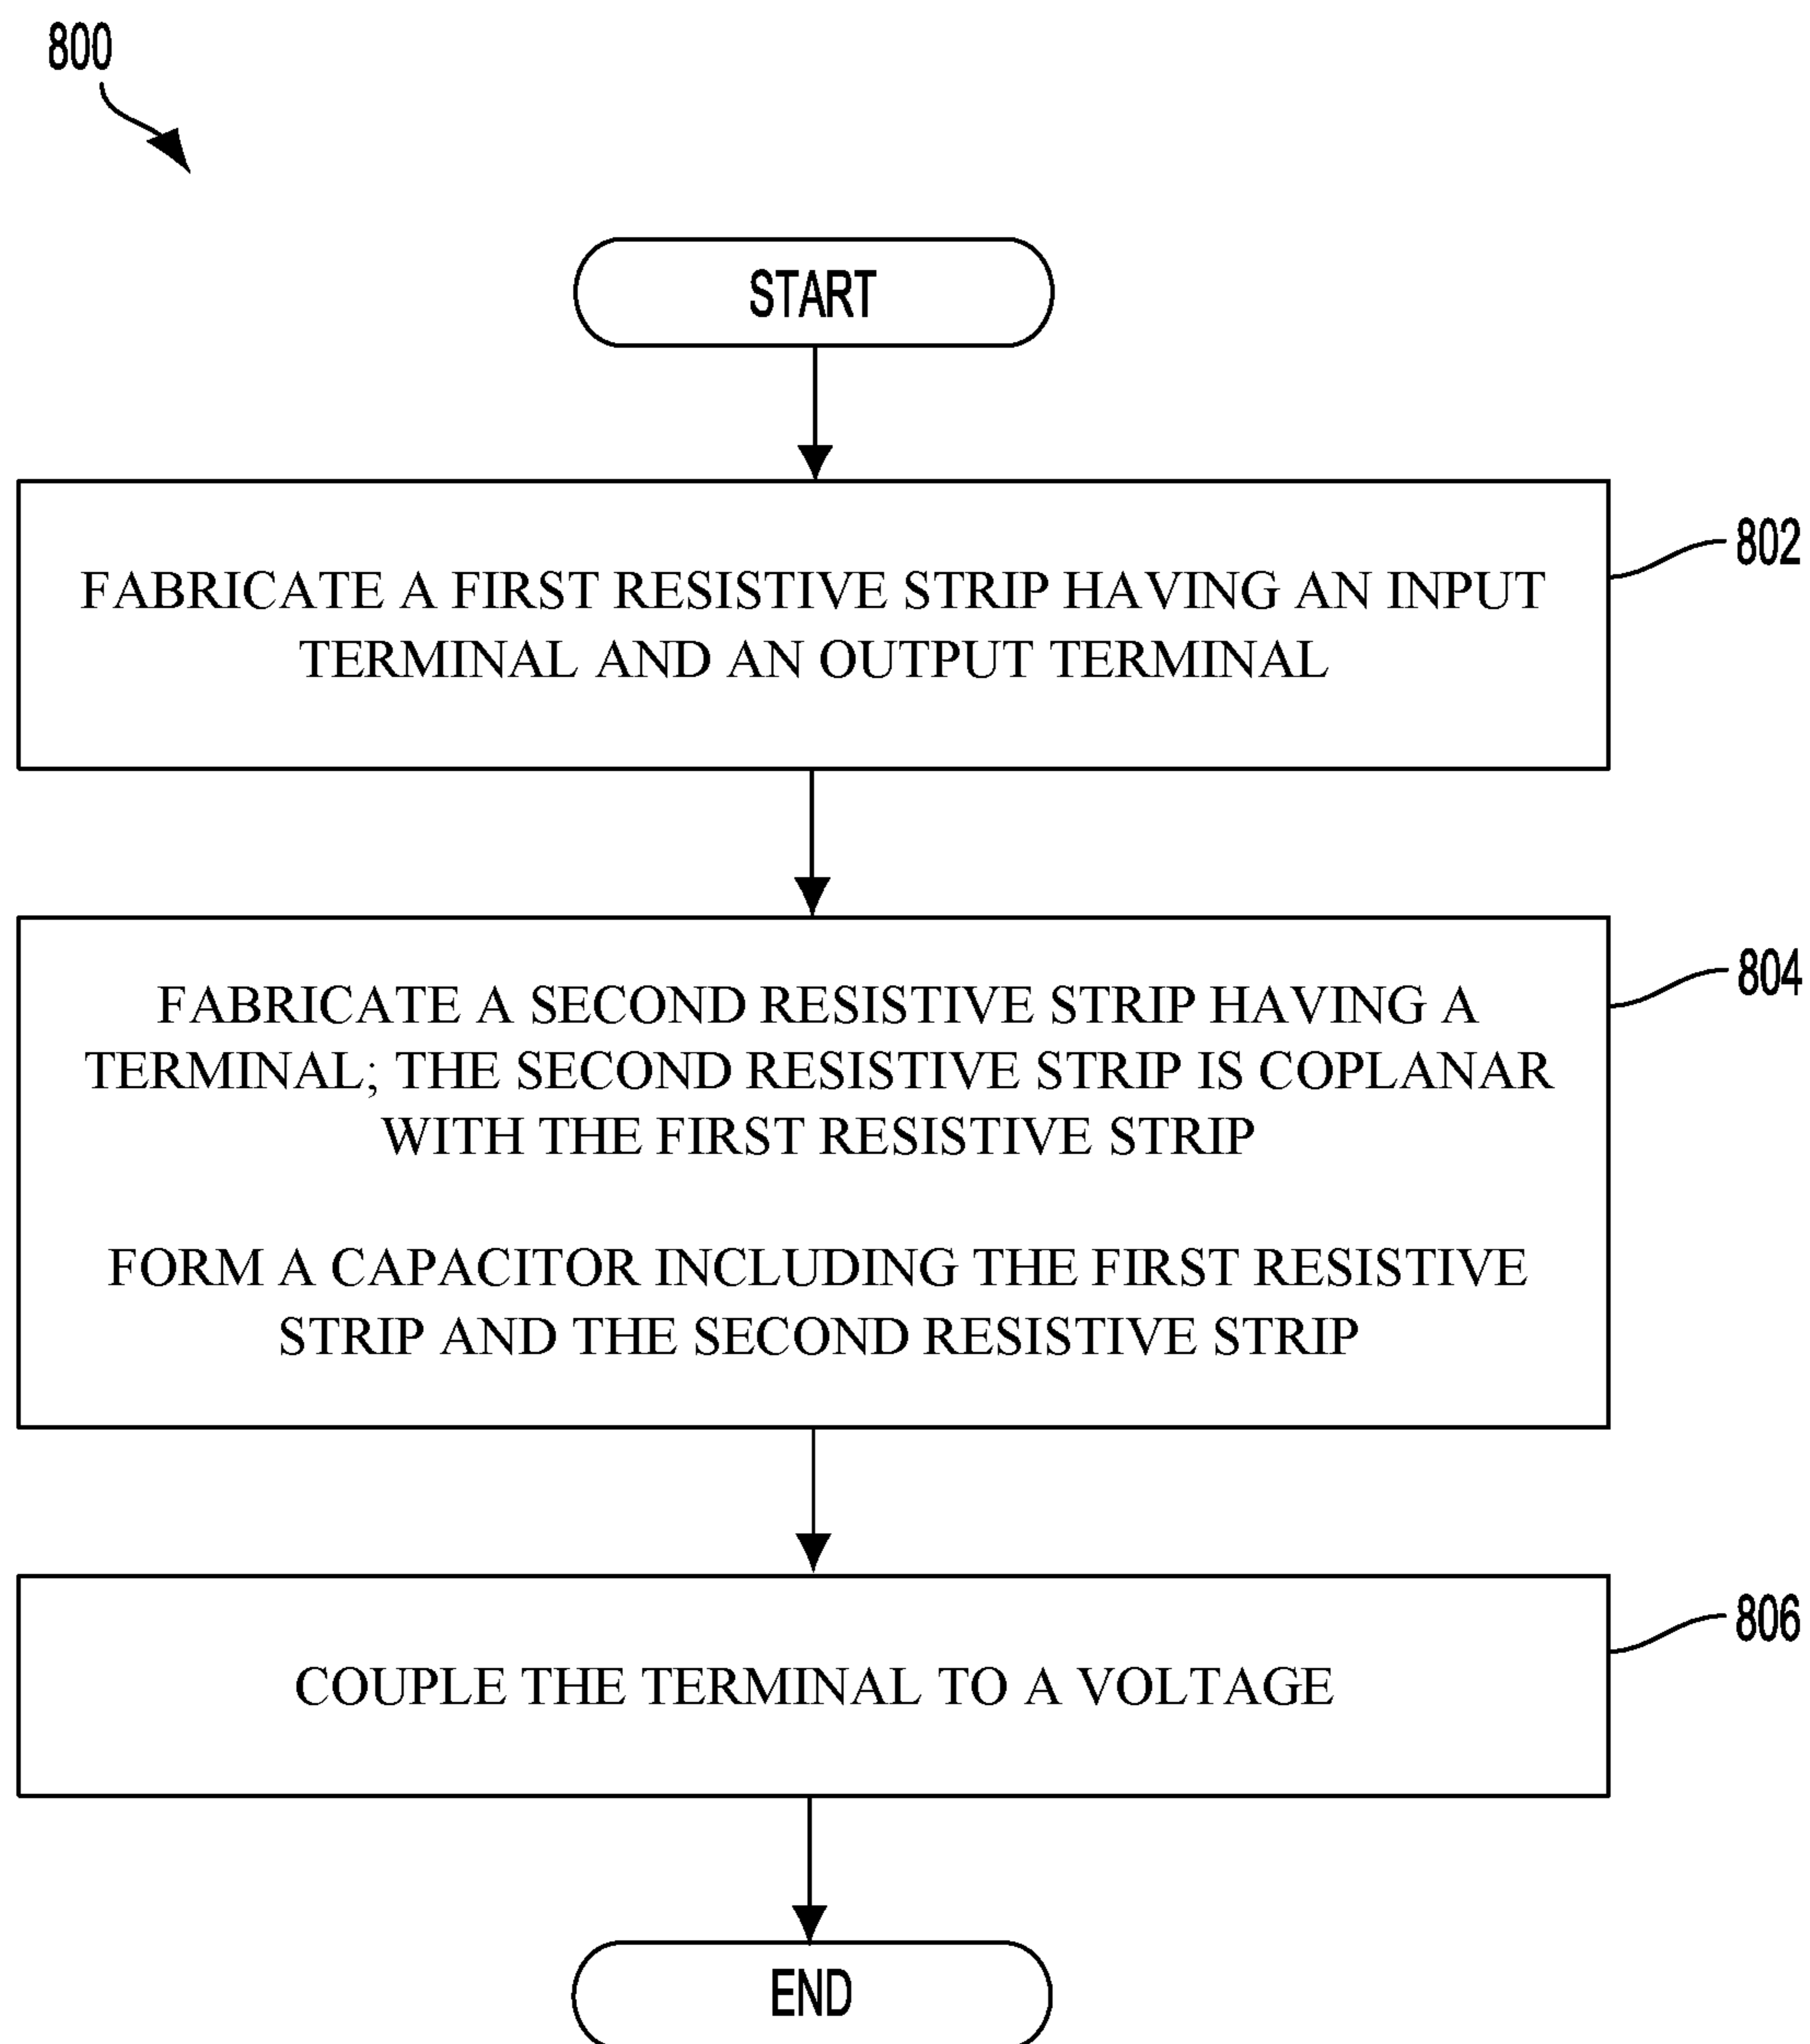 800
START
FABRICATE A FIRST RESISTIVE STRIP HAVING AN INPUT
TERMINAL AND AN OUTPUT TERMINAL
802
FABRICATE A SECOND RESISTIVE STRIP HAVING A
TERMINAL; THE SECOND RESISTIVE STRIP IS COPLANAR
WITH THE FIRST RESISTIVE STRIP
FORM A CAPACITOR INCLUDING THE FIRST RESISTIVE
STRIP AND THE SECOND RESISTIVE STRIP
804
COUPLE THE TERMINAL TO A VOLTAGE
806
END